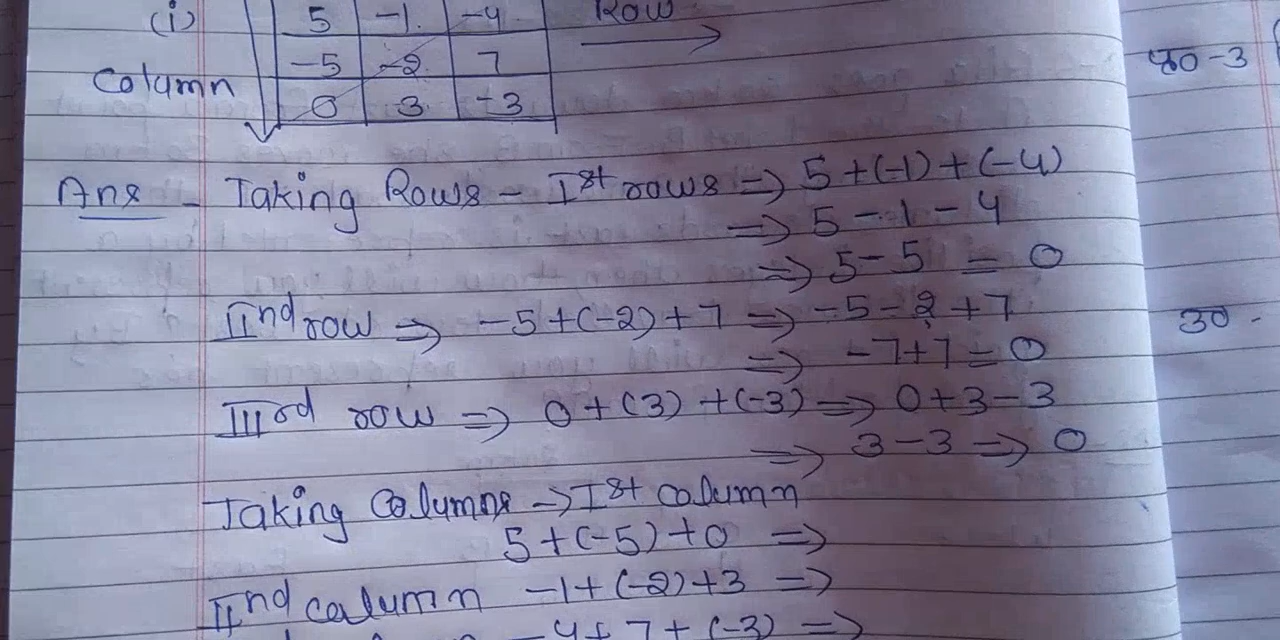 (i) 5 -1 -4 Row
-5 -2 7
Column 0 3 -3
40-3
Ans - Taking Rows - Ist rows => 5+(-1)+(-4)
=> 5-1-4
=> 5-5 = 0
IInd row => -5+(-2)+7 => -5-2+7
30-
=> -7+7=0
IIIrd row => 0+(3)+(-3) => 0+3-3
=> 3-3 => 0
Taking Columns -> Ist column
5+(-5)+0 =>
IInd calumn -1+(-2)+3 =>
-4+7+(-3) =>